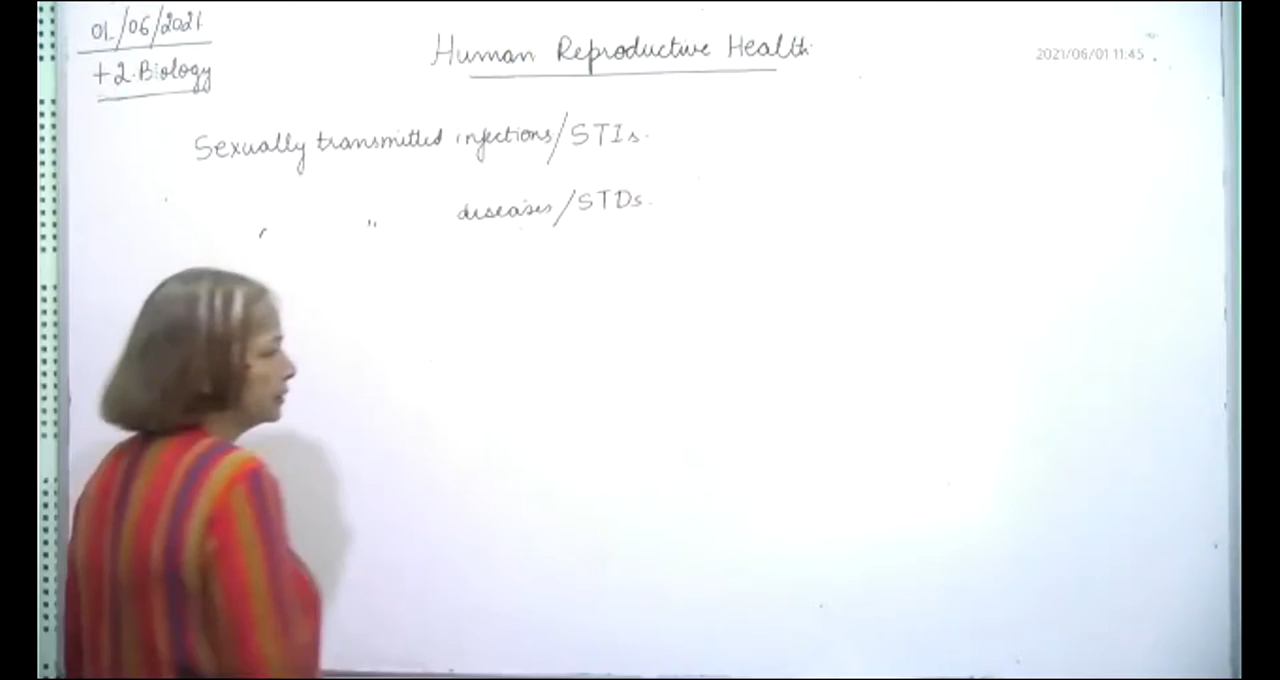 01/06/2021
+2 Biology
Human Reproductive Health
2021/06/01 11:45
Sexually transmitted infections/STIs.
" " diseases/STDs.